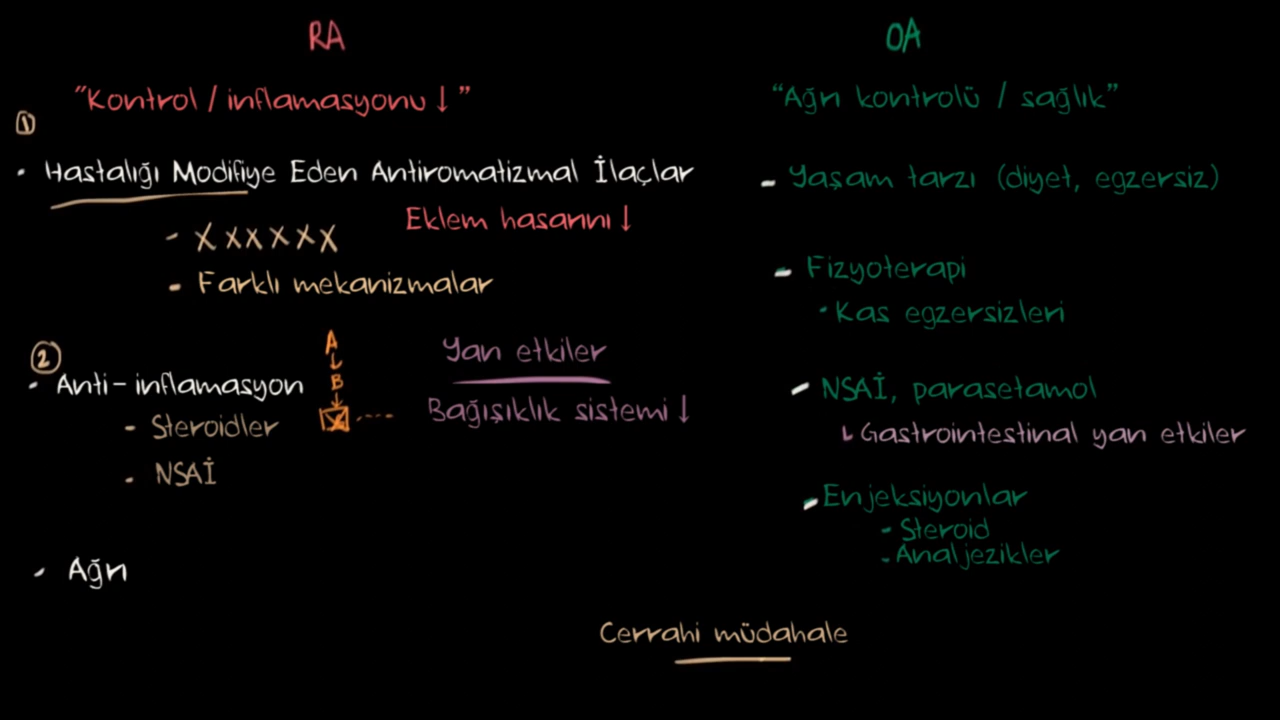 RA
"Kontrol / inflamasyonu ↓"
①
• Hastalığı Modifiye Eden Antiromatizmal İlaçlar
Eklem hasarını ↓
- X x x x x x
- Farklı mekanizmalar
②
• Anti-inflamasyon
- Steroidler
- NSAİ
A
↓
B
↓
Yan etkiler
Bağışıklık sistemi ↓
• Ağrı
OA
"Ağrı kontrolü / sağlık"
- Yaşam tarzı (diyet, egzersiz)
- Fizyoterapi
• Kas egzersizleri
- NSAİ, parasetamol
↳ Gastrointestinal yan etkiler
- Enjeksiyonlar
- Steroid
- Analjezikler
Cerrahi müdahale